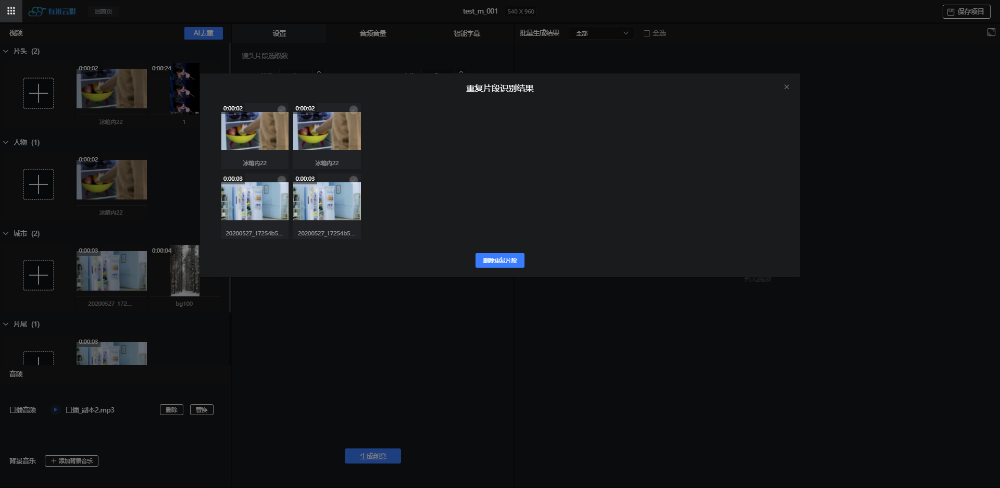 有米云影
回首页
test_m_001
540 X 960
保存项目
视频
AI去重
设置
音频音量
智能字幕
批量生成结果
全部
全选
片头 (2)
镜头片段选取数
0:00:02
0:00:24
冰箱内22
1
重复片段识别结果
0:00:02
0:00:02
冰箱内22
冰箱内22
0:00:03
0:00:03
20200527_17254b5...
20200527_17254b5...
删除重复片段
人物 (1)
0:00:02
冰箱内22
城市 (2)
0:00:03
0:00:04
20200527_172...
bg100
暂无视频
片尾 (1)
0:00:03
音频
口播音频
口播_副本2.mp3
删除
替换
生成创意
背景音乐
添加背景音乐